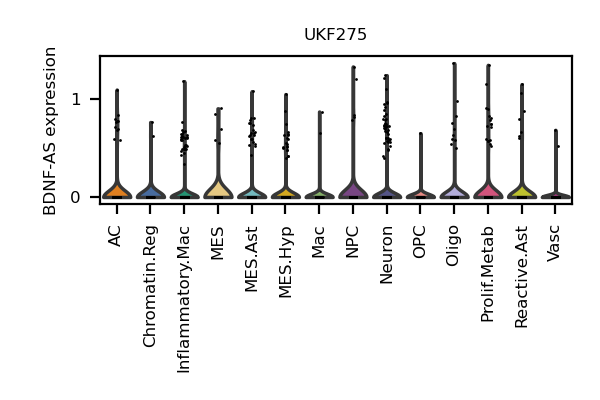 UKF275
BDNF-AS expression
1
0
AC
Chromatin.Reg
Inflammatory.Mac
MES
MES.Ast
MES.Hyp
Mac
NPC
Neuron
OPC
Oligo
Prolif.Metab
Reactive.Ast
Vasc